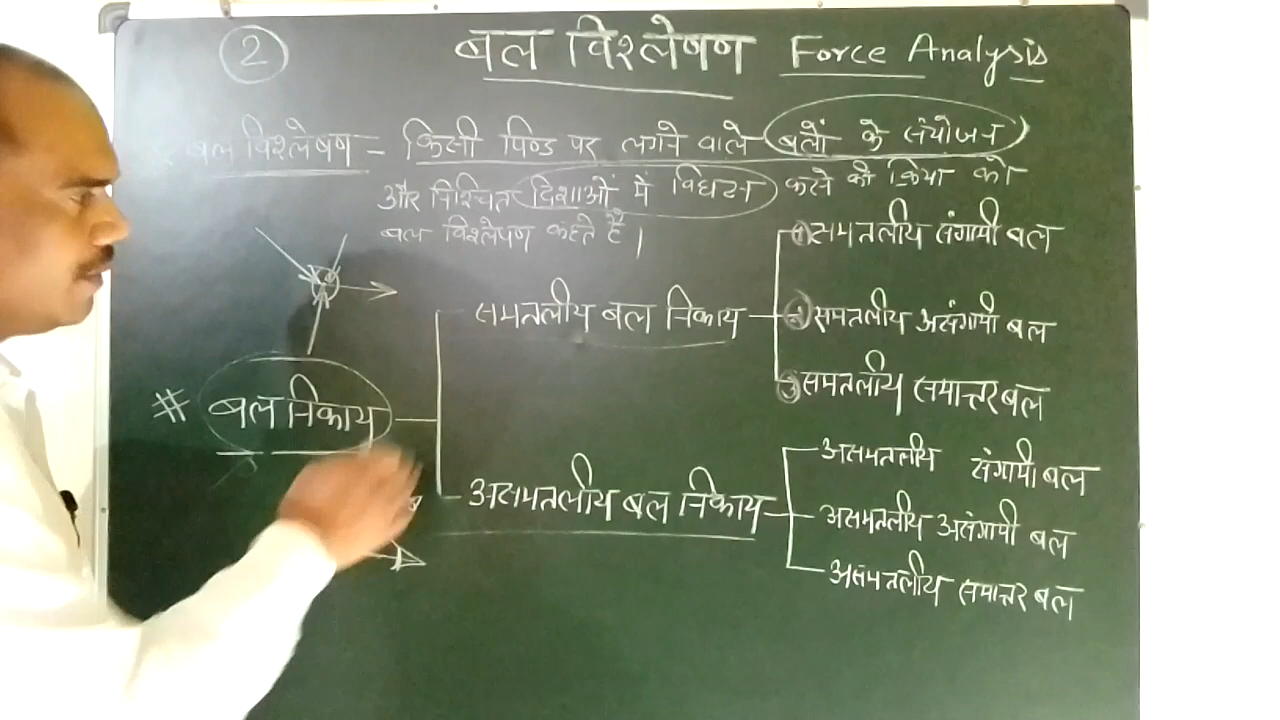 2
बल विश्लेषण Force Analysis
बल विश्लेषण - किसी पिण्ड पर लगने वाले बलों के संयोजन
और निश्चित दिशाओं में विघटन करने की क्रिया को
बल विश्लेषण कहते हैं।
① समतलीय संगामी बल
समतलीय बल निकाय
② समतलीय असंगामी बल
③ समतलीय समान्तर बल
# बल निकाय
असमतलीय संगामी बल
असमतलीय बल निकाय
असमतलीय असंगामी बल
असमतलीय समान्तर बल